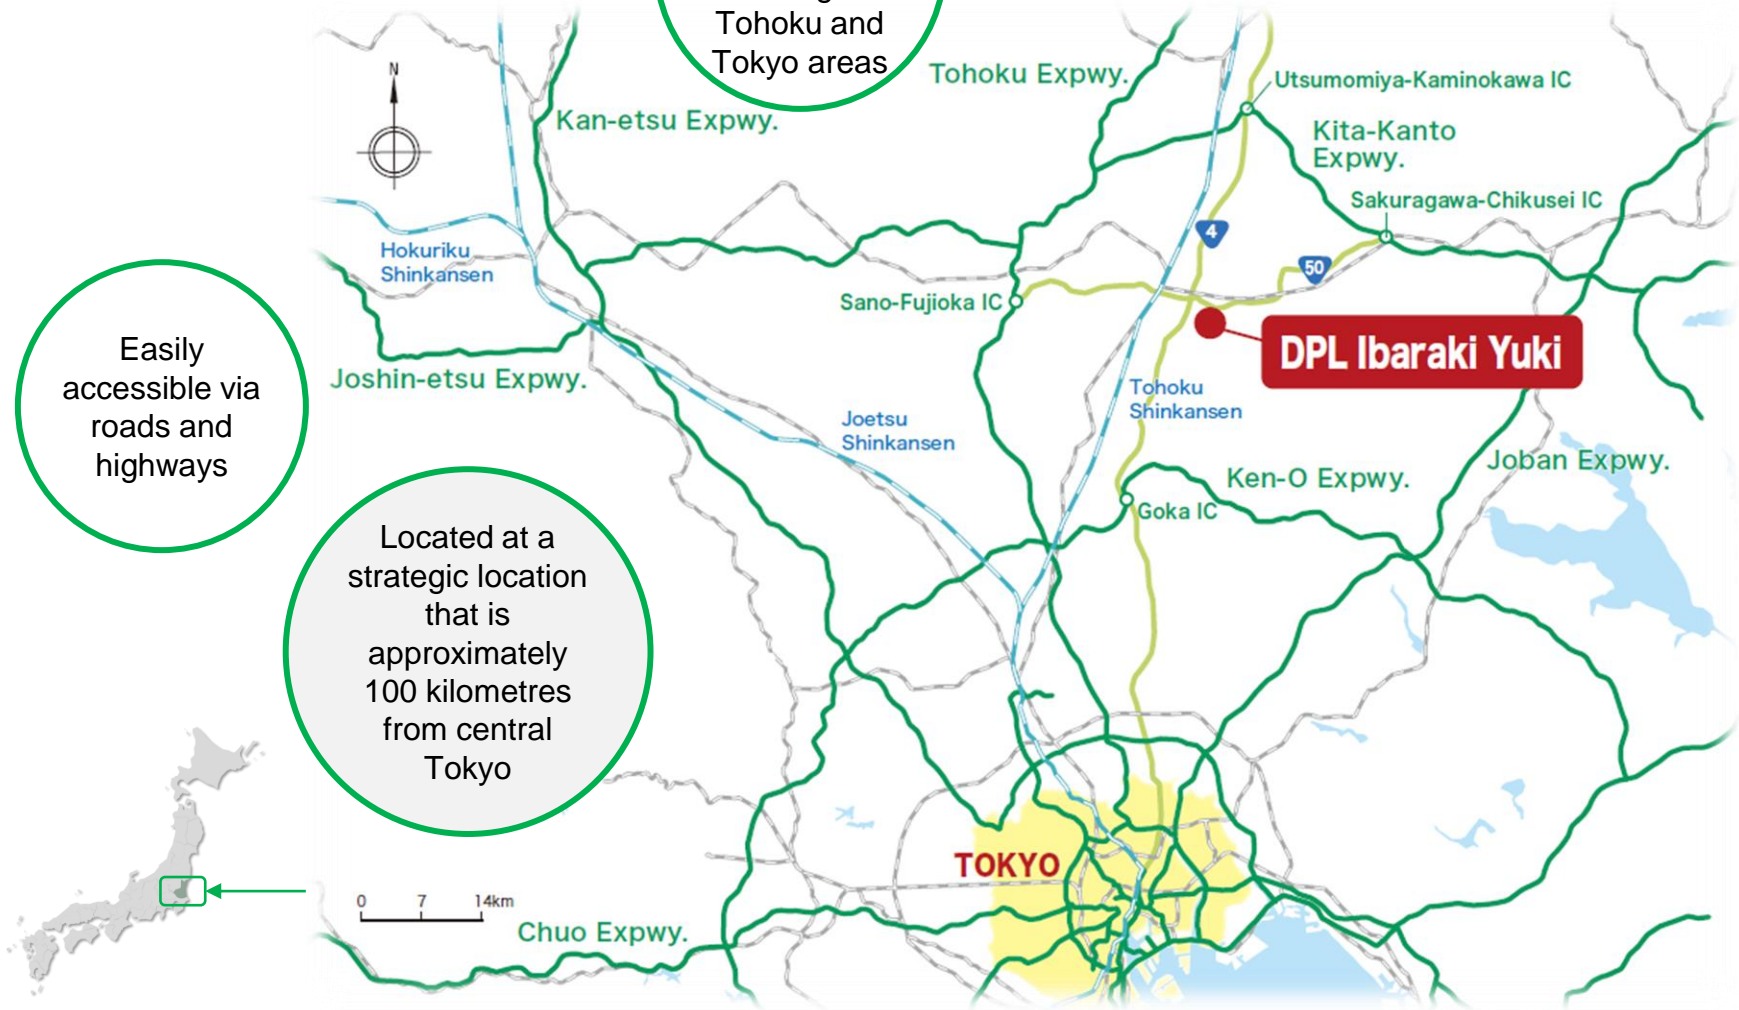 Tohoku and
Tokyo areas
N
Tohoku Expwy.
Utsumomiya-Kaminokawa IC
Kan-etsu Expwy.
Kita-Kanto
Expwy.
Sakuragawa-Chikusei IC
4
Hokuriku
Shinkansen
50
Sano-Fujioka IC
DPL Ibaraki Yuki
Easily
accessible via
roads and
highways
Joshin-etsu Expwy.
Tohoku
Shinkansen
Joetsu
Shinkansen
Joban Expwy.
Ken-O Expwy.
Goka IC
Located at a
strategic location
that is
approximately
100 kilometres
from central
Tokyo
TOKYO
0 7 14km
Chuo Expwy.